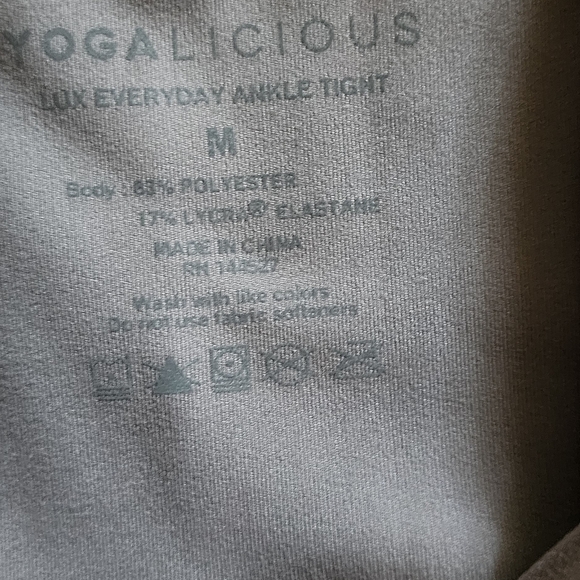 YOGALICIOUS
LUX EVERYDAY ANKLE TIGHT
M
Body : 83% POLYESTER
17% LYCRA® ELASTANE
MADE IN CHINA
RN 144527
Wash with like colors
Do not use fabric softeners